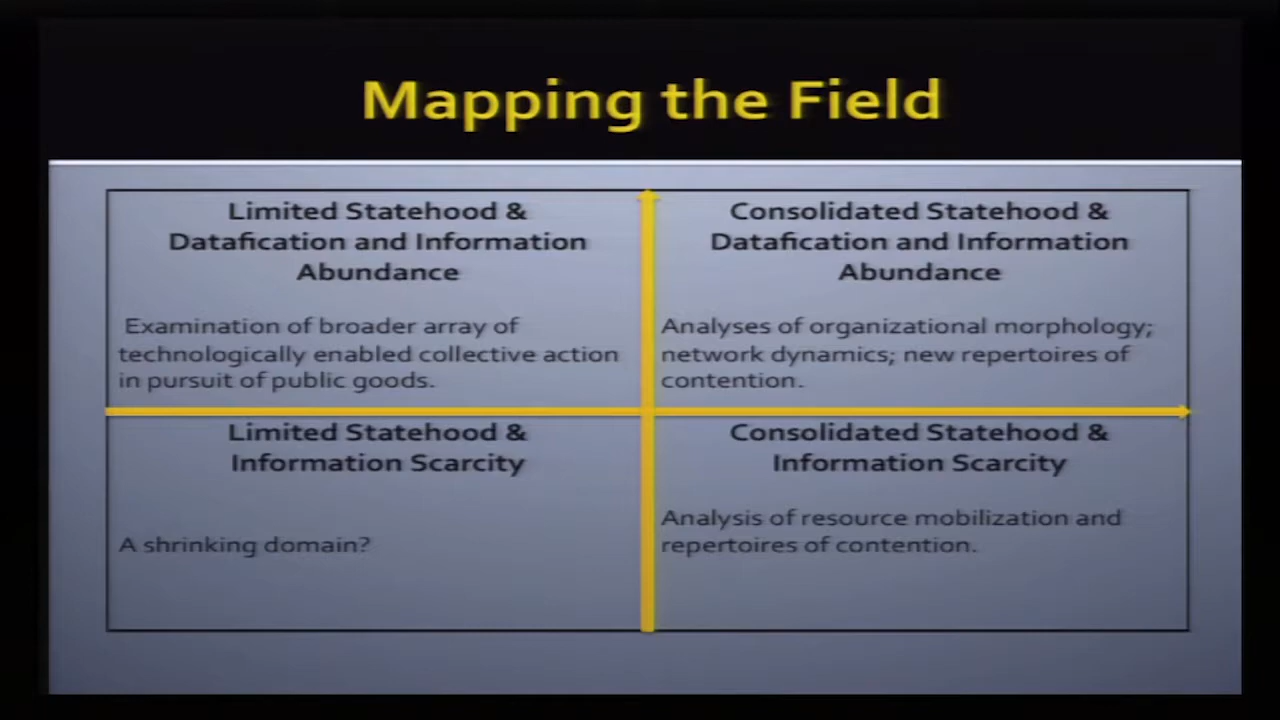 Mapping the Field
Limited Statehood &
Datafication and Information
Abundance
Examination of broader array of
technologically enabled collective action
in pursuit of public goods.
Consolidated Statehood &
Datafication and Information
Abundance
Analyses of organizational morphology;
network dynamics; new repertoires of
contention.
Limited Statehood &
Information Scarcity
A shrinking domain?
Consolidated Statehood &
Information Scarcity
Analysis of resource mobilization and
repertoires of contention.